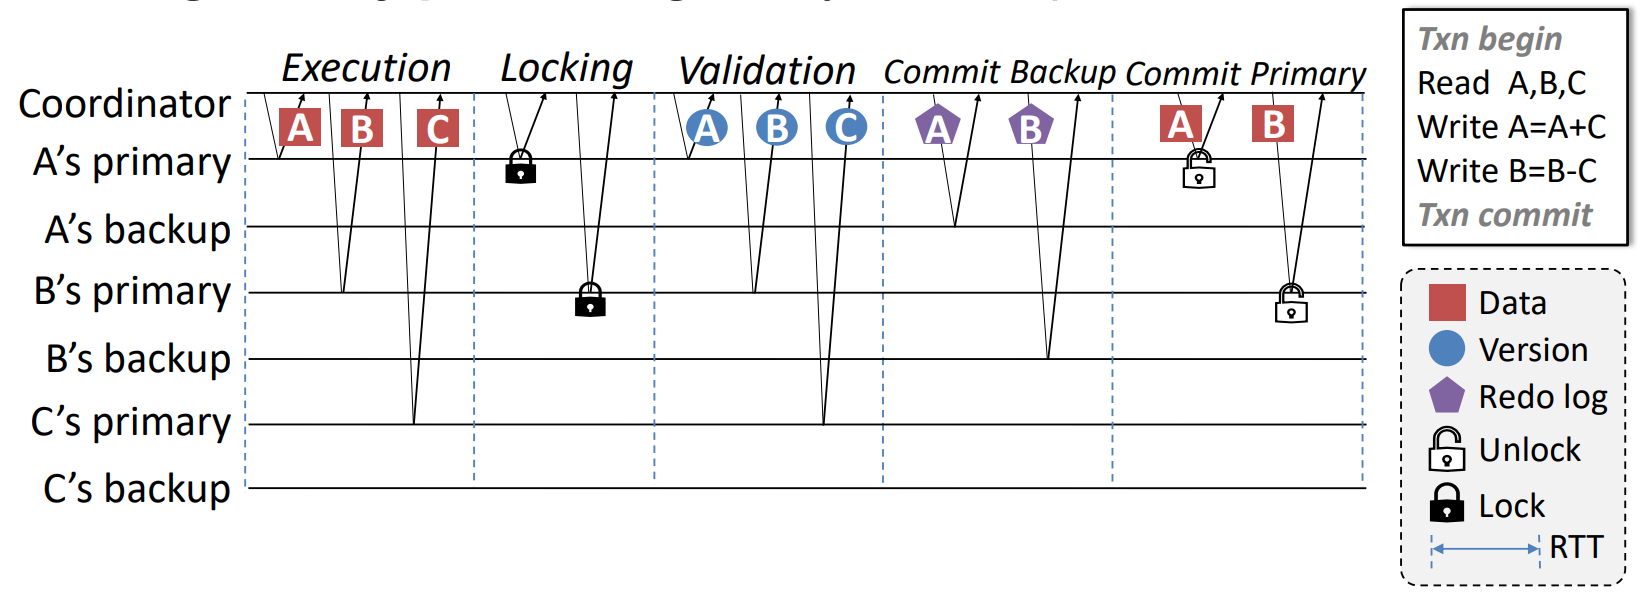 Execution Locking Validation Commit Backup Commit Primary
Coordinator
A B C A B C A B A B
A's primary
A's backup
B's primary
B's backup
C's primary
C's backup
Txn begin
Read A,B,C
Write A=A+C
Write B=B-C
Txn commit
Data
Version
Redo log
Unlock
Lock
RTT